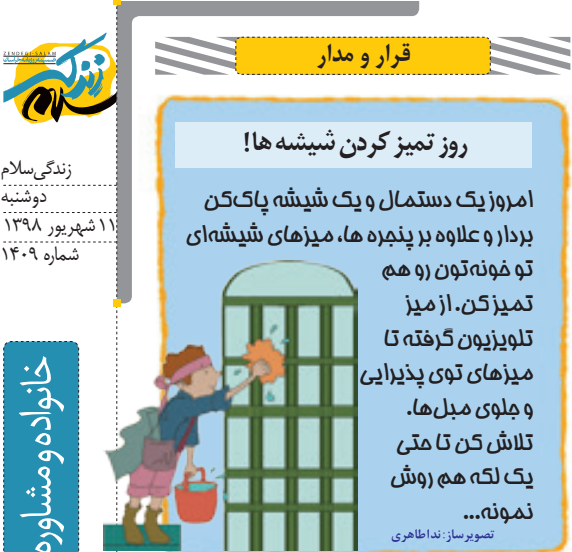 قرار و مدار
روز تمیز کردن شیشه ها!
امروز یک دستمال و یک شیشه پاک‌کن
بردار و علاوه بر پنجره ها، میزهای شیشه‌ای
تو خونه‌تون رو هم
تمیز کن. از میز
تلویزیون گرفته تا
میزهای توی پذیرایی
و جلوی مبل‌ها.
تلاش کن تا حتی
یک لکه هم روش
نمونه...
تصویرساز: نداطاهری
ZENDEGI-SALAM
زندگی سلام
زندگی‌سلام
دوشنبه
۱۱ شهریور ۱۳۹۸
شماره ۱۴۰۹
خانواده و مشاوره